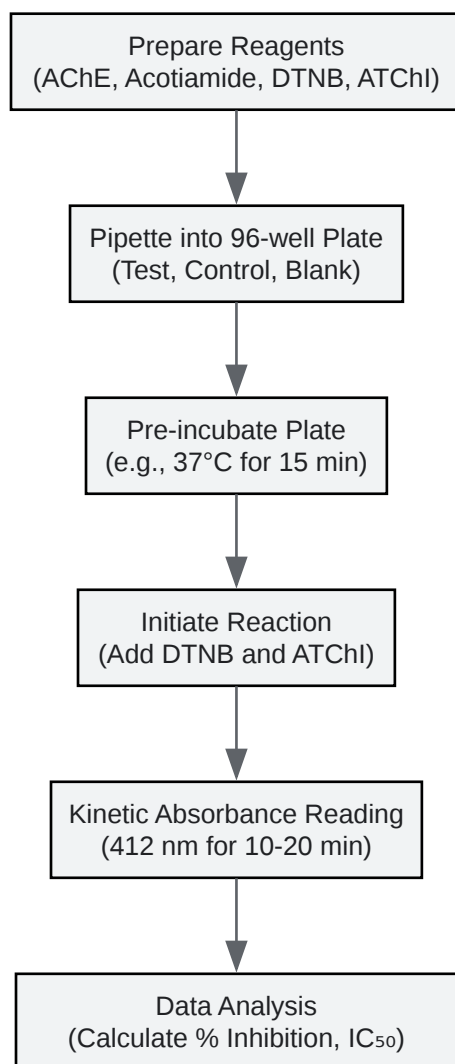 Prepare Reagents
(AChE, Acotiamide, DTNB, ATChI)
Pipette into 96-well Plate
(Test, Control, Blank)
Pre-incubate Plate
(e.g., 37°C for 15 min)
Initiate Reaction
(Add DTNB and ATChI)
Kinetic Absorbance Reading
(412 nm for 10-20 min)
Data Analysis
(Calculate % Inhibition, IC₅₀)